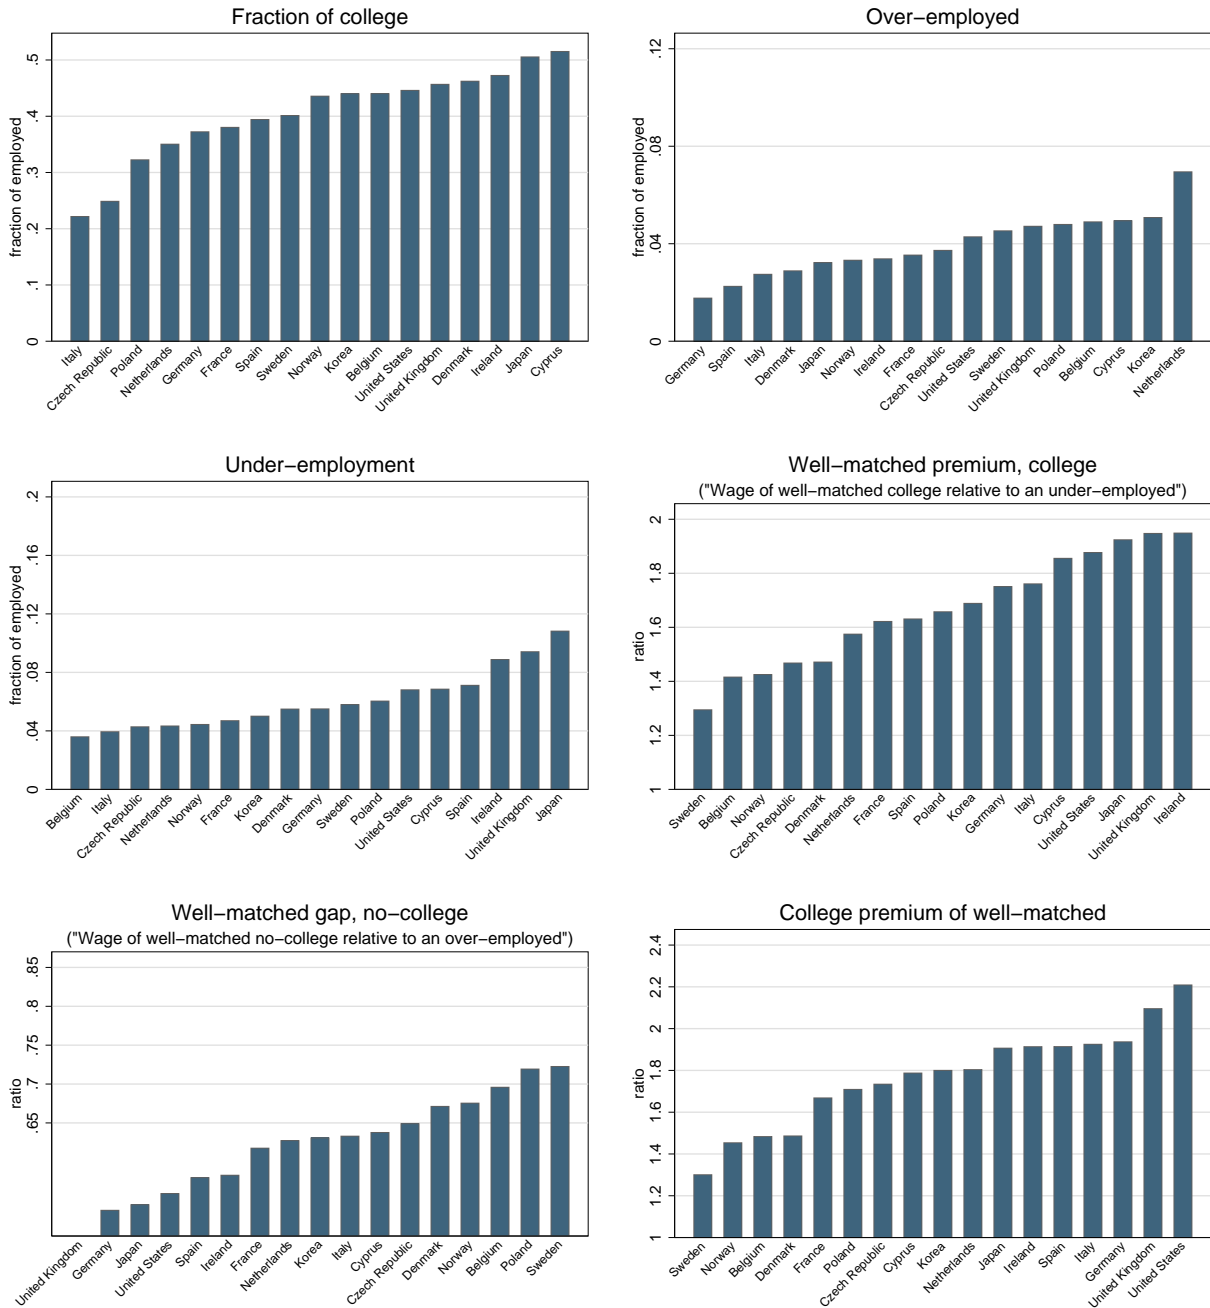 Fraction of college
fraction of employed
.5
.4
.3
.2
.1
0
Italy
Czech Republic
Poland
Netherlands
Germany
France
Spain
Sweden
Norway
Korea
Belgium
United States
United Kingdom
Denmark
Ireland
Japan
Cyprus
Over−employed
fraction of employed
.12
.08
.04
0
Germany
Spain
Italy
Denmark
Japan
Norway
Ireland
France
Czech Republic
United States
Sweden
United Kingdom
Poland
Belgium
Cyprus
Korea
Netherlands
Under−employment
fraction of employed
.2
.16
.12
.08
.04
0
Belgium
Italy
Czech Republic
Netherlands
Norway
France
Korea
Denmark
Germany
Sweden
Poland
United States
Cyprus
Spain
Ireland
United Kingdom
Japan
Well−matched premium, college
("Wage of well−matched college relative to an under−employed")
ratio
2
1.8
1.6
1.4
1.2
1
Sweden
Belgium
Norway
Czech Republic
Denmark
Netherlands
France
Spain
Poland
Korea
Germany
Italy
Cyprus
United States
Japan
United Kingdom
Ireland
Well−matched gap, no−college
("Wage of well−matched no−college relative to an over−employed")
ratio
.85
.8
.75
.7
.65
United Kingdom
Germany
Japan
United States
Spain
Ireland
France
Netherlands
Korea
Italy
Cyprus
Czech Republic
Denmark
Norway
Belgium
Poland
Sweden
College premium of well−matched
ratio
2.4
2.2
2
1.8
1.6
1.4
1.2
1
Sweden
Norway
Belgium
Denmark
France
Poland
Czech Republic
Cyprus
Korea
Netherlands
Japan
Ireland
Spain
Italy
Germany
United Kingdom
United States